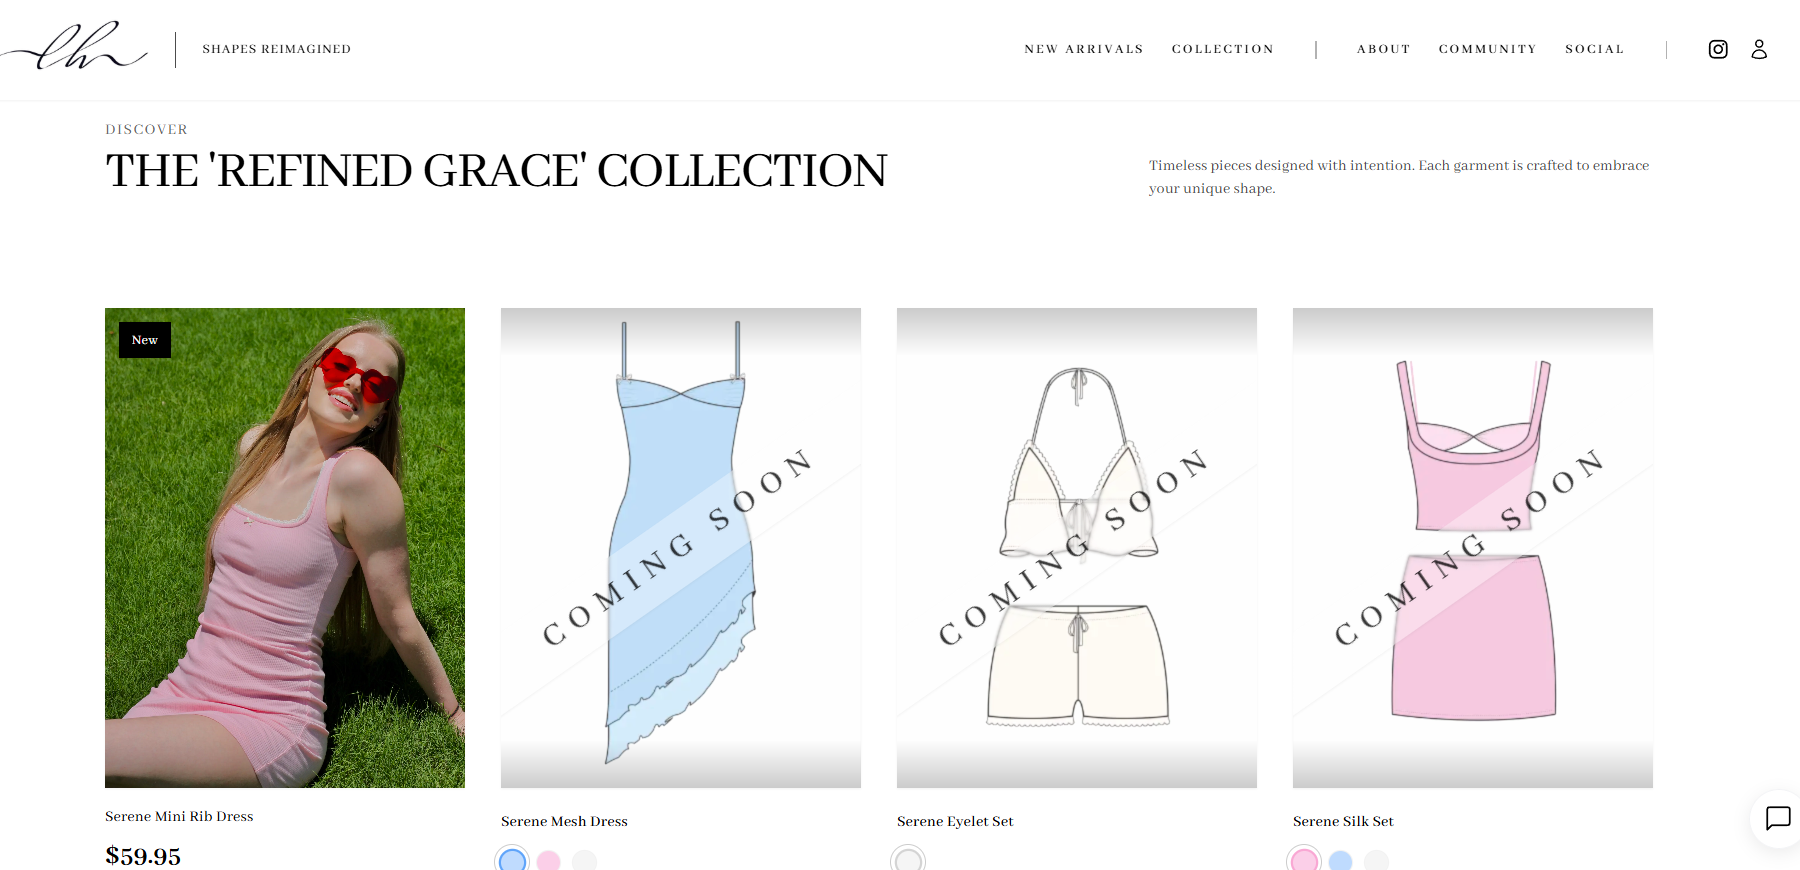 lh
SHAPES REIMAGINED
NEW ARRIVALS
COLLECTION
ABOUT
COMMUNITY
SOCIAL
DISCOVER
THE 'REFINED GRACE' COLLECTION
Timeless pieces designed with intention. Each garment is crafted to embrace
your unique shape.
New
COMING SOON
COMING SOON
COMING SOON
Serene Mini Rib Dress
$59.95
Serene Mesh Dress
Serene Eyelet Set
Serene Silk Set